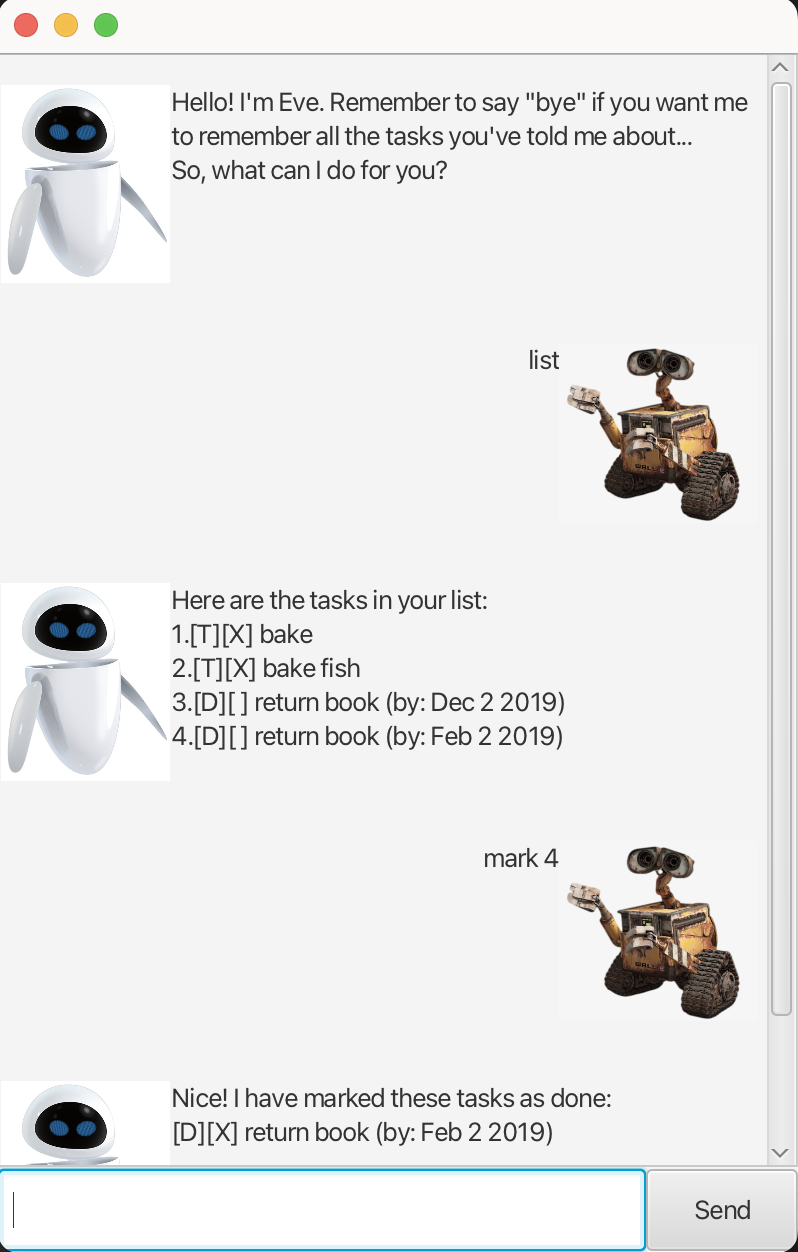 Hello! I'm Eve. Remember to say "bye" if you want me
to remember all the tasks you've told me about...
So, what can I do for you?
list
WALL
Here are the tasks in your list:
1.[T][X] bake
2.[T][X] bake fish
3.[D][ ] return book (by: Dec 2 2019)
4.[D][ ] return book (by: Feb 2 2019)
mark 4
WALL
Nice! I have marked these tasks as done:
[D][X] return book (by: Feb 2 2019)
Send